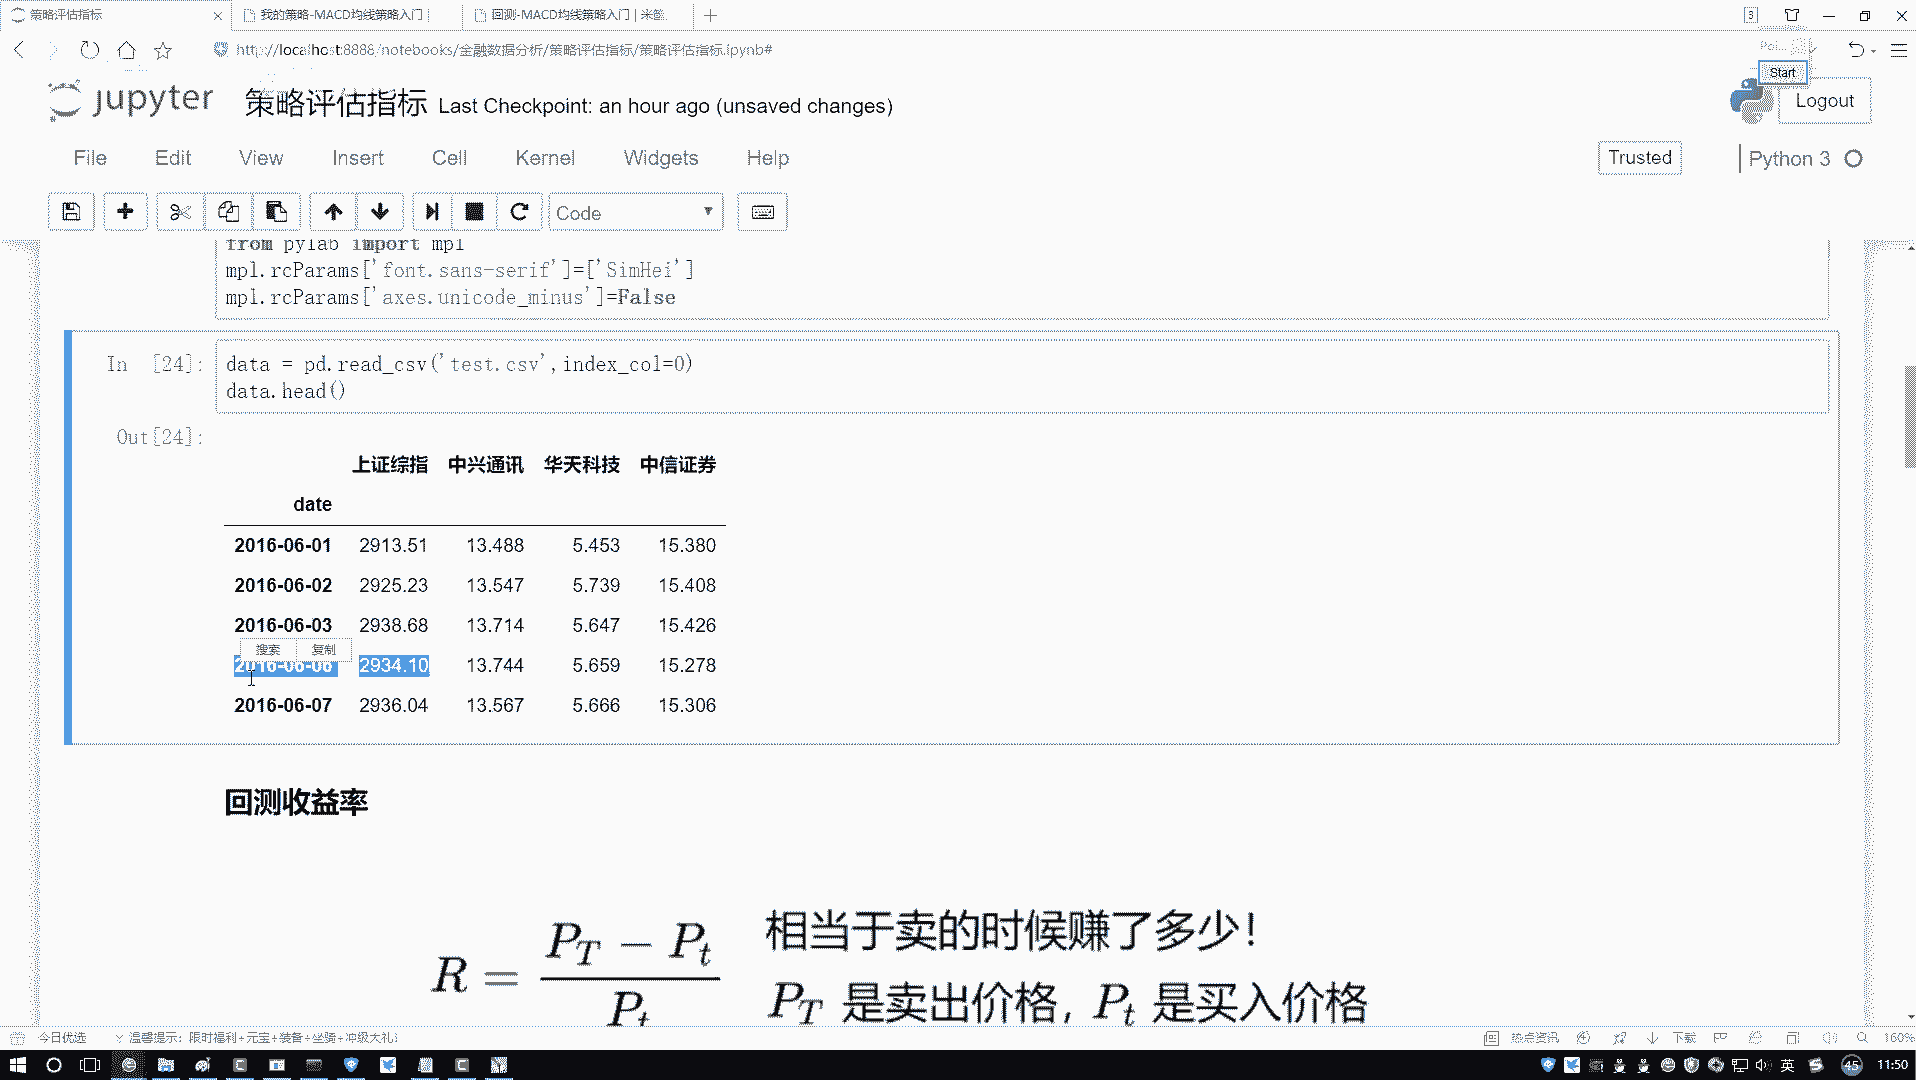 策略评估指标
我的策略-MACD均线策略入门 |
回测-MACD均线策略入门 | 米筐.
http://localhost:8888/notebooks/金融数据分析/策略评估指标/策略评估指标.ipynb#
Start
jupyter 策略评估指标 Last Checkpoint: an hour ago (unsaved changes)
Logout
File Edit View Insert Cell Kernel Widgets Help
Trusted
Python 3
Code
from pylab import mpl
mpl.rcParams['font.sans-serif']=['SimHei']
mpl.rcParams['axes.unicode_minus']=False
In [24]: data = pd.read_csv('test.csv',index_col=0)
data.head()
Out[24]:
上证综指 中兴通讯 华天科技 中信证券
date
2016-06-01 2913.51 13.488 5.453 15.380
2016-06-02 2925.23 13.547 5.739 15.408
2016-06-03 2938.68 13.714 5.647 15.426
搜索 复制
2016-06-06 2934.10 13.744 5.659 15.278
2016-06-07 2936.04 13.567 5.666 15.306
回测收益率
R = (P_T − P_t) / P_t
相当于卖的时候赚了多少！
P_T 是卖出价格，P_t 是买入价格
今日优选
温馨提示：限时福利+元宝+装备+坐骑+冲级大礼
热点资讯
下载
160%
英
45
11:50